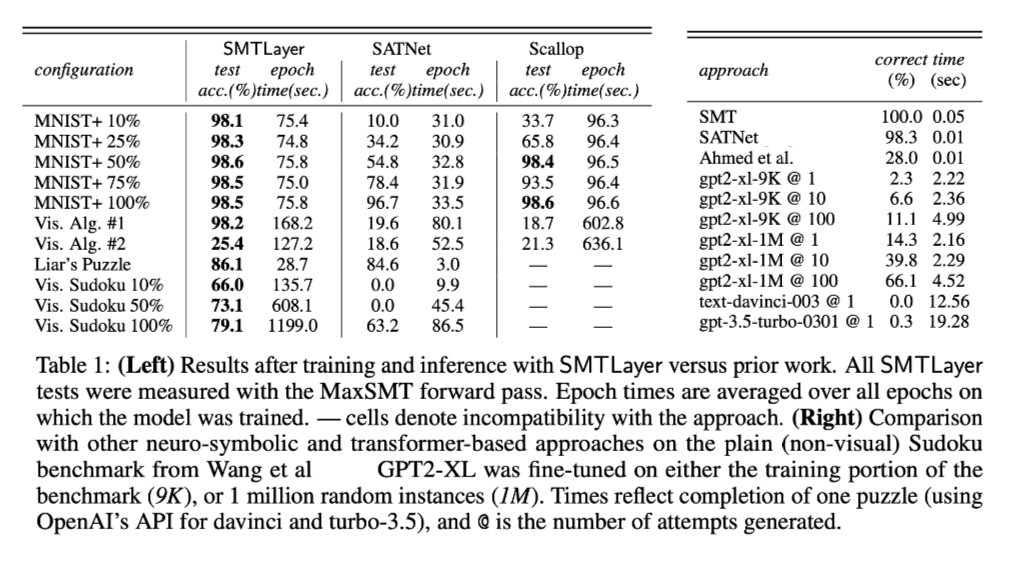 SMTLayer SATNet Scallop
configuration test epoch test epoch test epoch
acc.(%)time(sec.) acc.(%)time(sec.) acc.(%)time(sec.)
MNIST+ 10% 98.1 75.4 10.0 31.0 33.7 96.3
MNIST+ 25% 98.3 74.8 34.2 30.9 65.8 96.4
MNIST+ 50% 98.6 75.8 54.8 32.8 98.4 96.5
MNIST+ 75% 98.5 75.0 78.4 31.9 93.5 96.4
MNIST+ 100% 98.5 75.8 96.7 33.5 98.6 96.6
Vis. Alg. #1 98.2 168.2 19.6 80.1 18.7 602.8
Vis. Alg. #2 25.4 127.2 18.6 52.5 21.3 636.1
Liar's Puzzle 86.1 28.7 84.6 3.0 — —
Vis. Sudoku 10% 66.0 135.7 0.0 9.9 — —
Vis. Sudoku 50% 73.1 608.1 0.0 45.4 — —
Vis. Sudoku 100% 79.1 1199.0 63.2 86.5 — —
approach correct time
(%) (sec)
SMT 100.0 0.05
SATNet 98.3 0.01
Ahmed et al. 28.0 0.01
gpt2-xl-9K @ 1 2.3 2.22
gpt2-xl-9K @ 10 6.6 2.36
gpt2-xl-9K @ 100 11.1 4.99
gpt2-xl-1M @ 1 14.3 2.16
gpt2-xl-1M @ 10 39.8 2.29
gpt2-xl-1M @ 100 66.1 4.52
text-davinci-003 @ 1 0.0 12.56
gpt-3.5-turbo-0301 @ 1 0.3 19.28
Table 1: (Left) Results after training and inference with SMTLayer versus prior work. All SMTLayer
tests were measured with the MaxSMT forward pass. Epoch times are averaged over all epochs on
which the model was trained. — cells denote incompatibility with the approach. (Right) Comparison
with other neuro-symbolic and transformer-based approaches on the plain (non-visual) Sudoku
benchmark from Wang et al GPT2-XL was fine-tuned on either the training portion of the
benchmark (9K), or 1 million random instances (1M). Times reflect completion of one puzzle (using
OpenAI's API for davinci and turbo-3.5), and @ is the number of attempts generated.